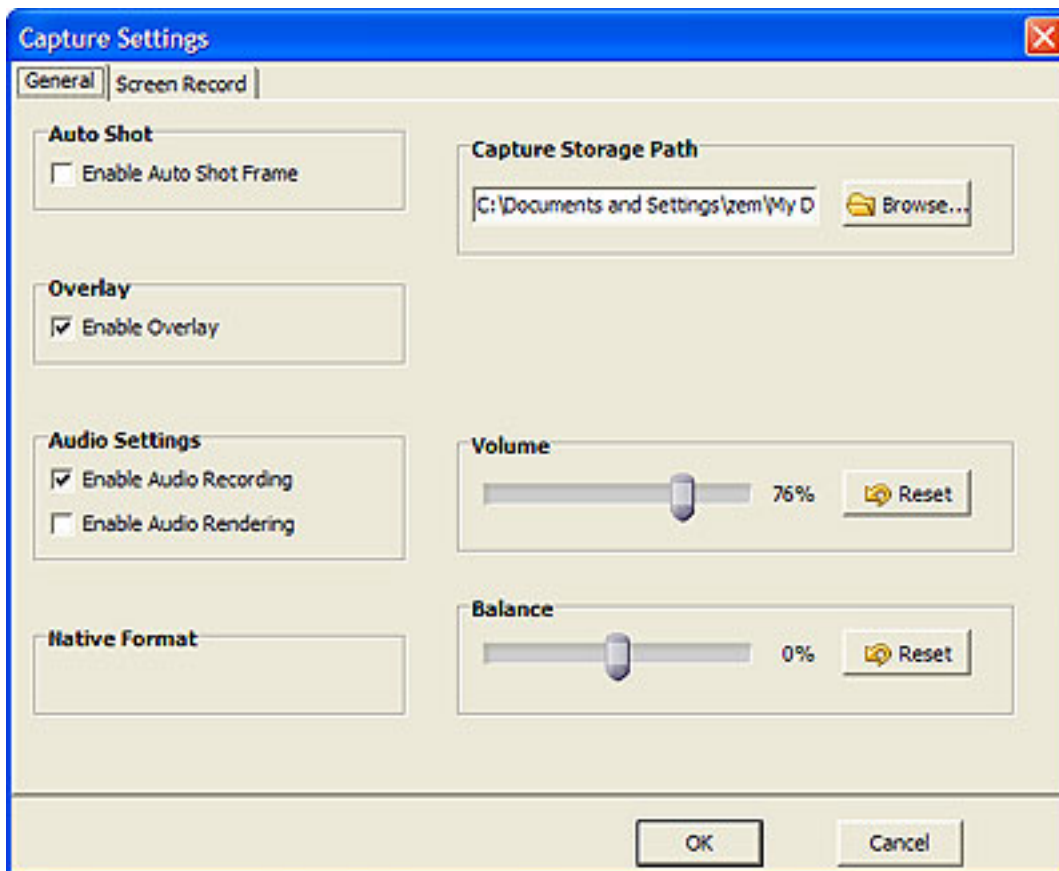 Capture Settings
General
Screen Record
Auto Shot
Enable Auto Shot Frame
Capture Storage Path
C:\Documents and Settings\zem\My D
Browse...
Overlay
Enable Overlay
Audio Settings
Enable Audio Recording
Enable Audio Rendering
Volume
76%
Reset
Native Format
Balance
0%
Reset
OK
Cancel